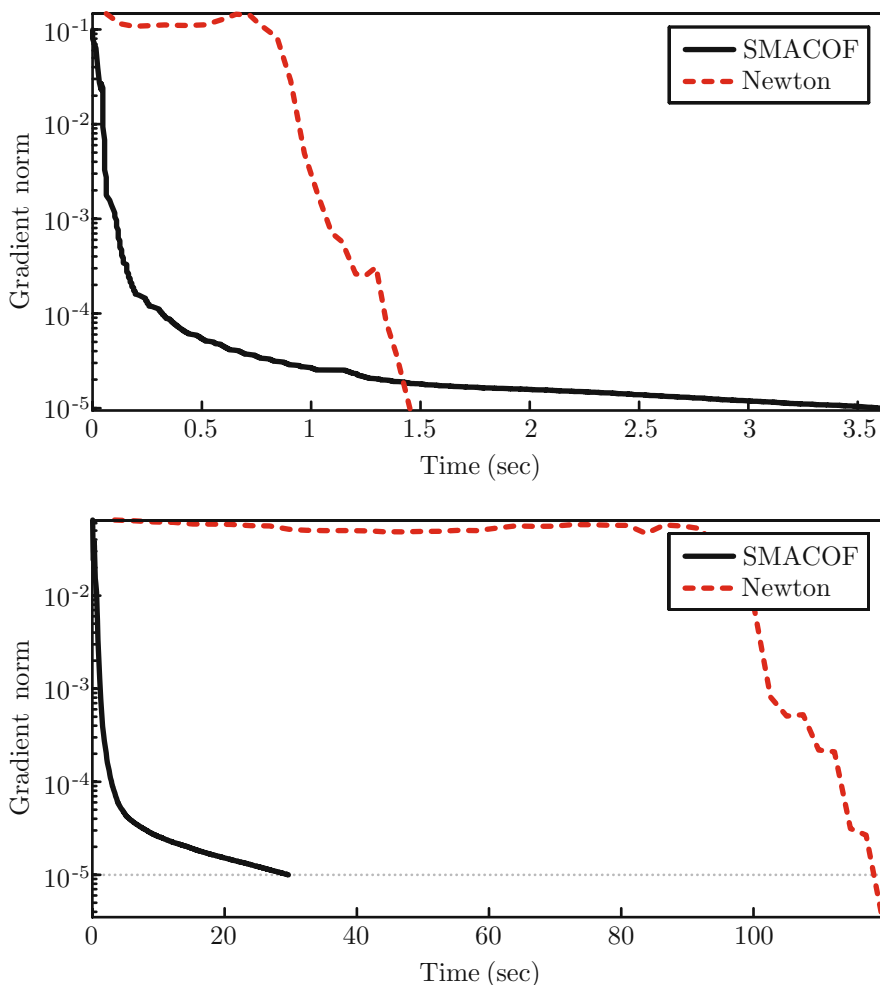 10^-1
10^-2
10^-3
10^-4
10^-5
Gradient norm
SMACOF
Newton
0 0.5 1 1.5 2 2.5 3 3.5
Time (sec)
10^-2
10^-3
10^-4
10^-5
Gradient norm
SMACOF
Newton
0 20 40 60 80 100
Time (sec)